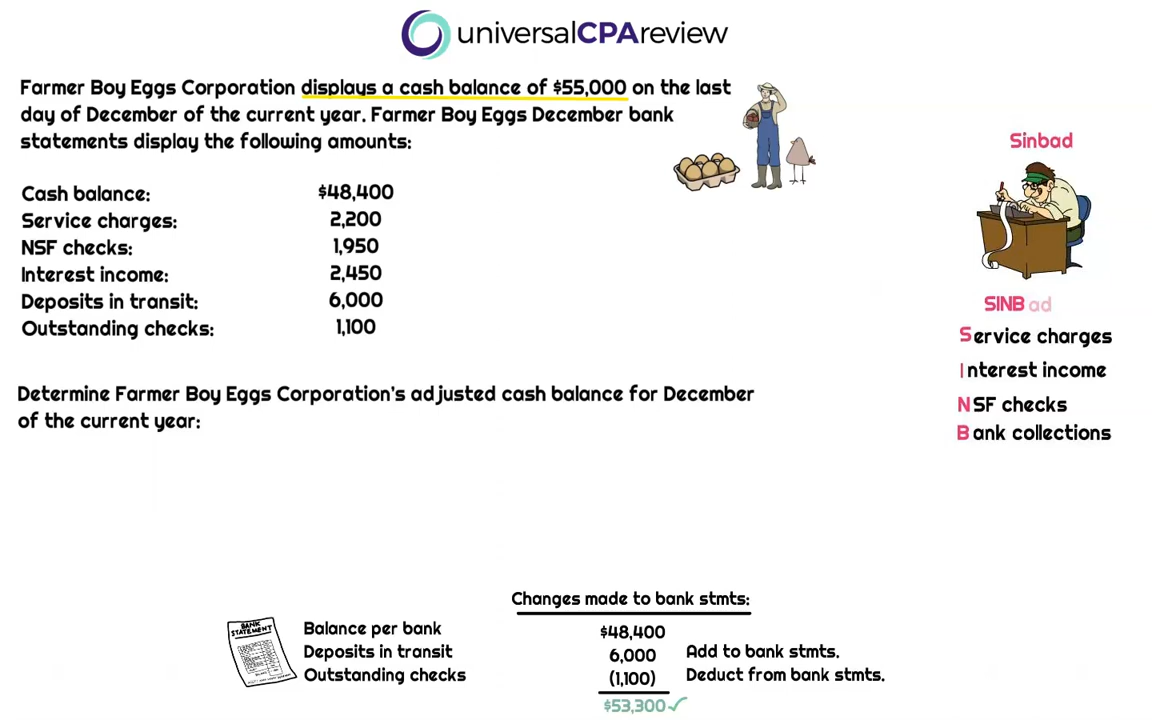 universalCPAreview
Farmer Boy Eggs Corporation displays a cash balance of $55,000 on the last
day of December of the current year. Farmer Boy Eggs December bank
statements display the following amounts:
Cash balance: $48,400
Service charges: 2,200
NSF checks: 1,950
Interest income: 2,450
Deposits in transit: 6,000
Outstanding checks: 1,100
Determine Farmer Boy Eggs Corporation's adjusted cash balance for December
of the current year:
Sinbad
SINB ad
Service charges
Interest income
NSF checks
Bank collections
Changes made to bank stmts:
BANK
STATEMENT
Balance per bank $48,400
Deposits in transit 6,000 Add to bank stmts.
Outstanding checks (1,100) Deduct from bank stmts.
$53,300